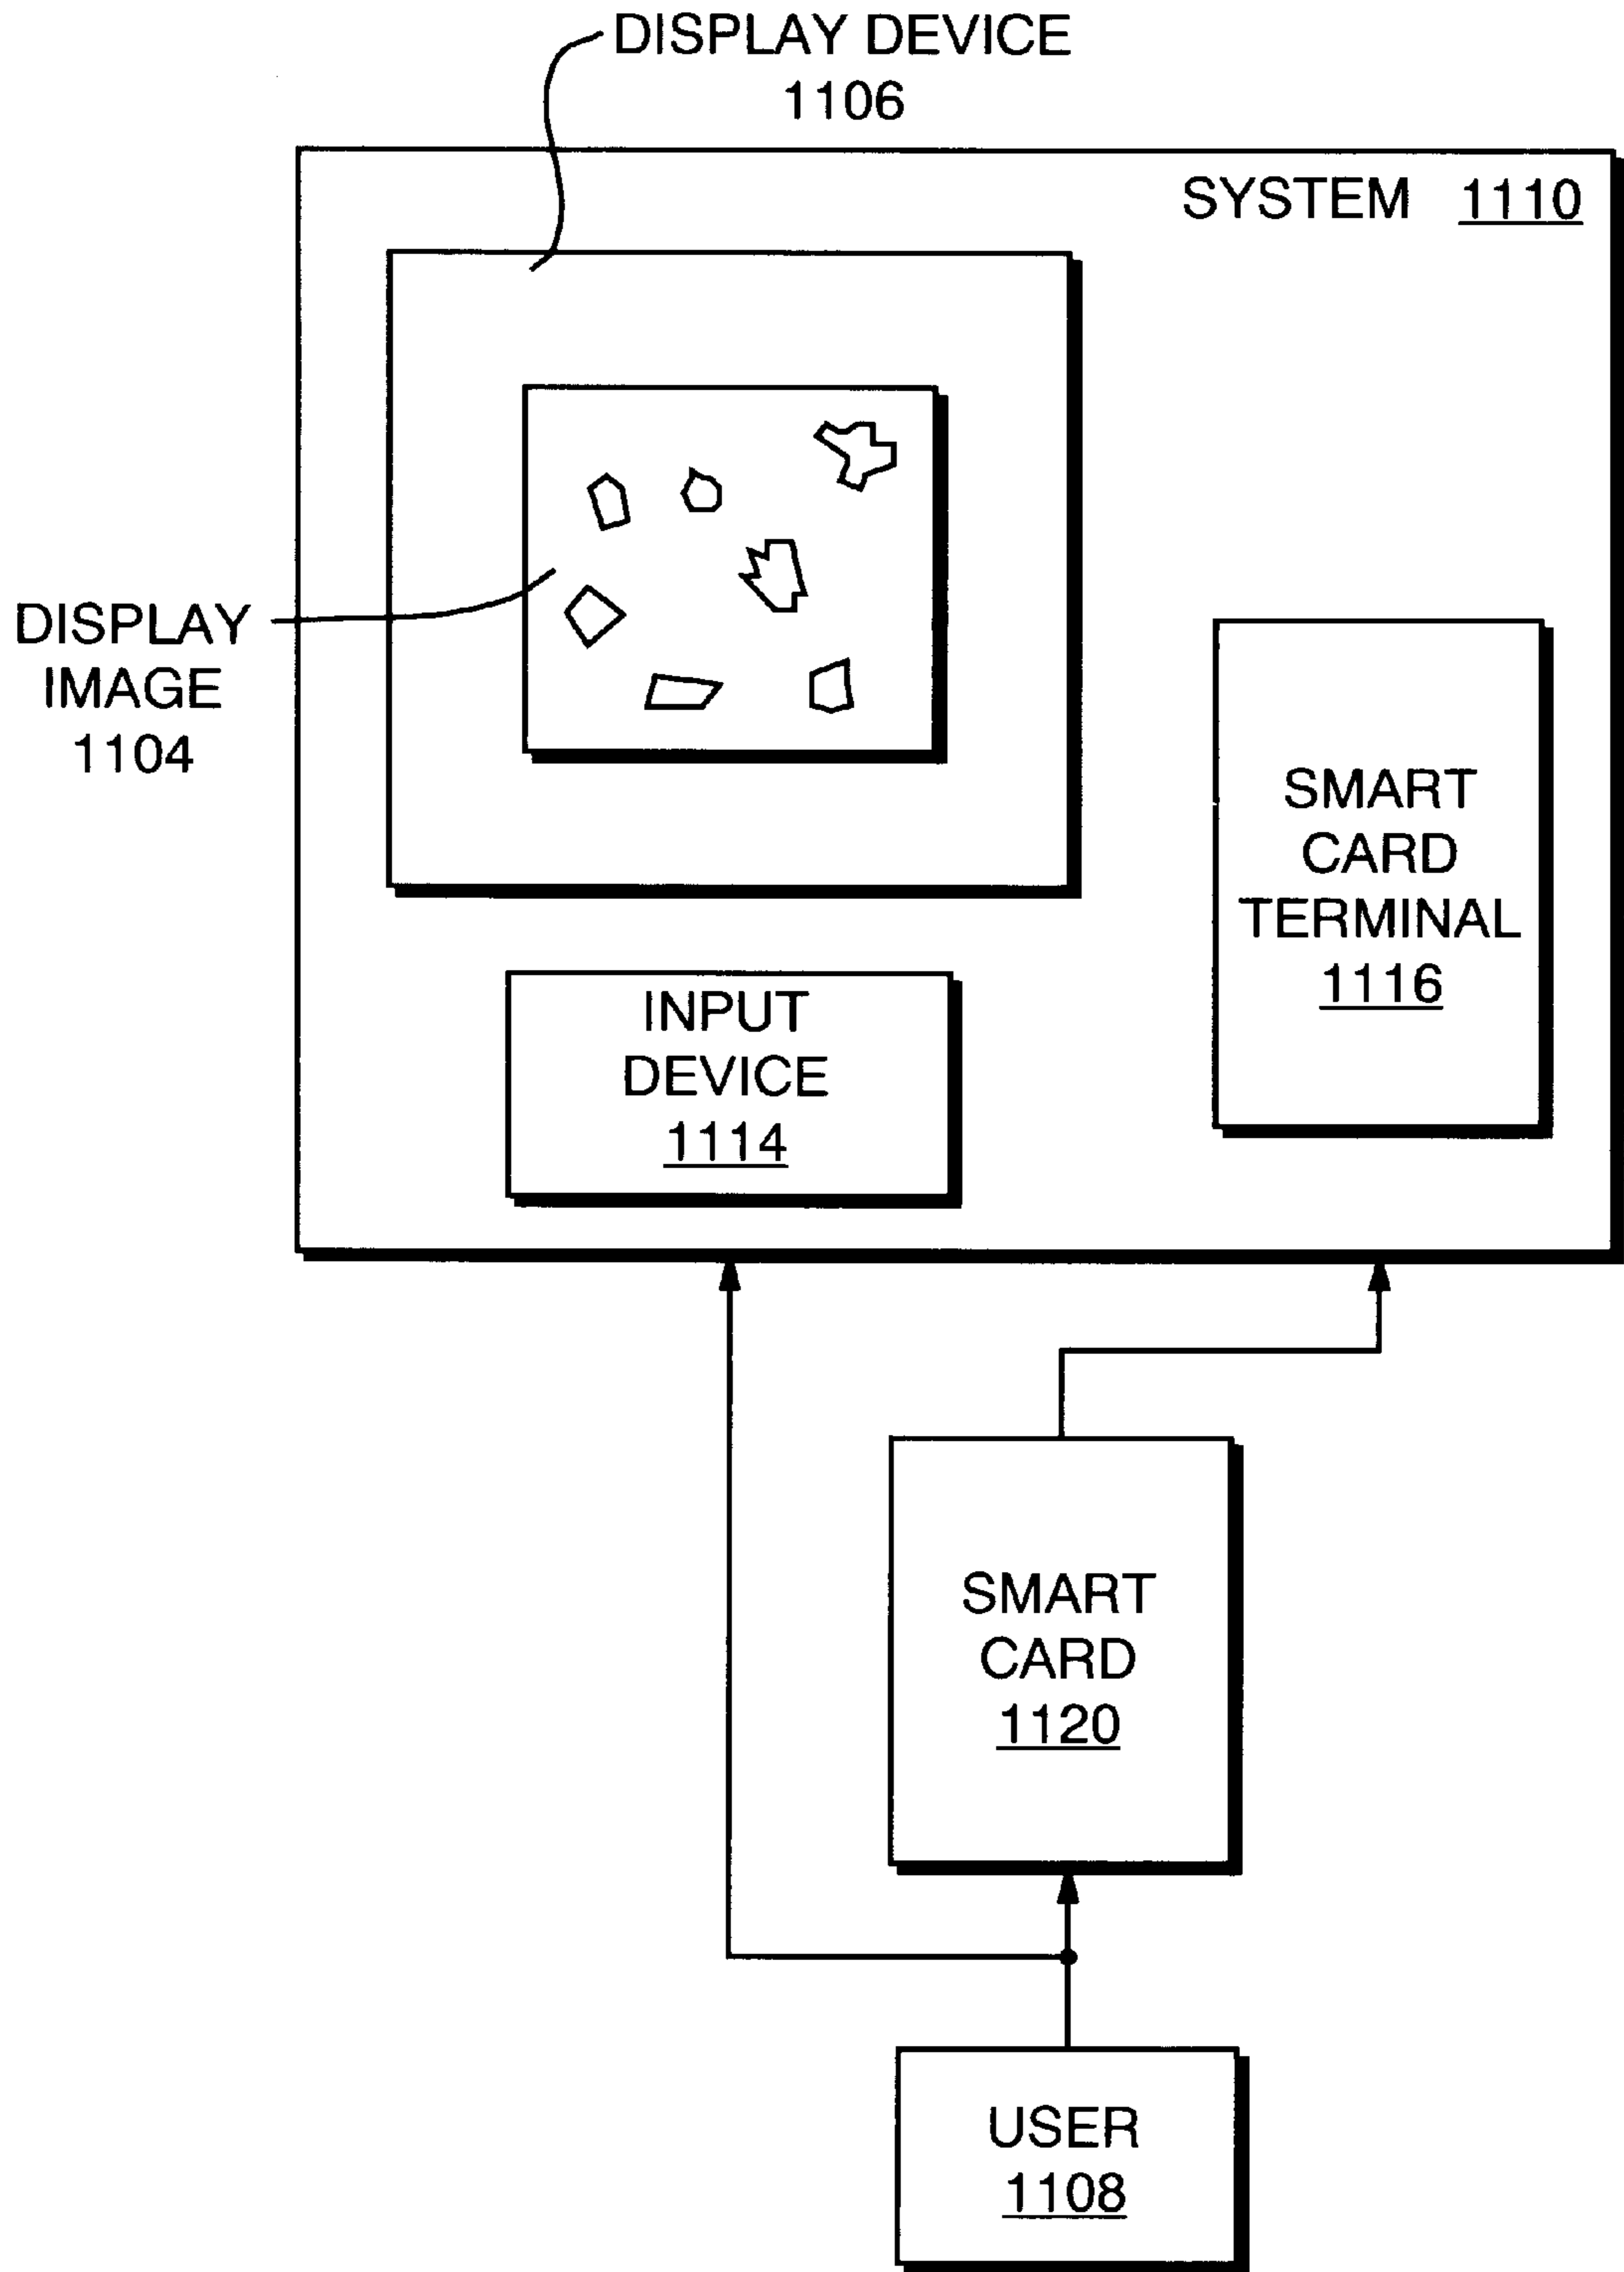 DISPLAY DEVICE
1106
SYSTEM 1110
DISPLAY
IMAGE
1104
SMART
CARD
TERMINAL
1116
INPUT
DEVICE
1114
SMART
CARD
1120
USER
1108